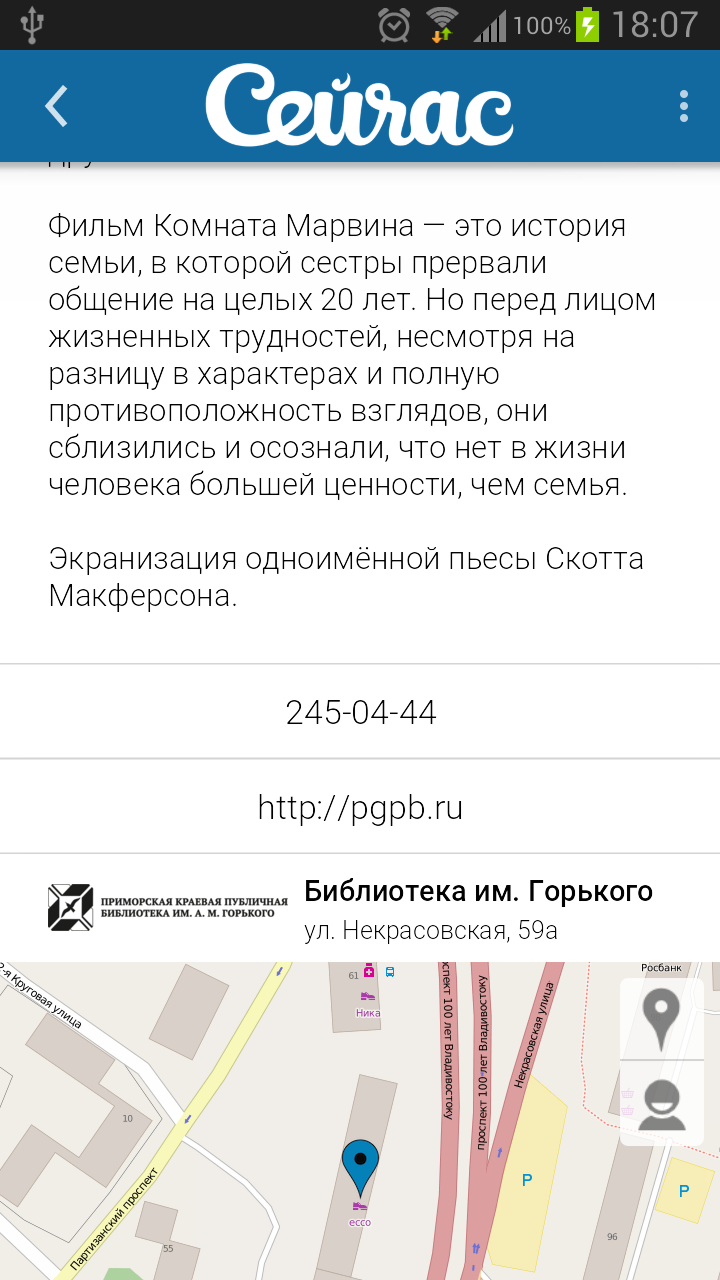 100% 18:07
Сейчас
Фильм Комната Марвина — это история
семьи, в которой сестры прервали
общение на целых 20 лет. Но перед лицом
жизненных трудностей, несмотря на
разницу в характерах и полную
противоположность взглядов, они
сблизились и осознали, что нет в жизни
человека большей ценности, чем семья.
Экранизация одноимённой пьесы Скотта
Макферсона.
245-04-44
http://pgpb.ru
ПРИМОРСКАЯ КРАЕВАЯ ПУБЛИЧНАЯ
БИБЛИОТЕКА ИМ. А. М. ГОРЬКОГО
Библиотека им. Горького
ул. Некрасовская, 59а
2-я Круговая улица
61
Ника
спект 100 лет Владивостоку
проспект 100 лет Владивостоку
Некрасовская улица
Росбанк
10
Партизанский проспект
55
ессо
P
P
96